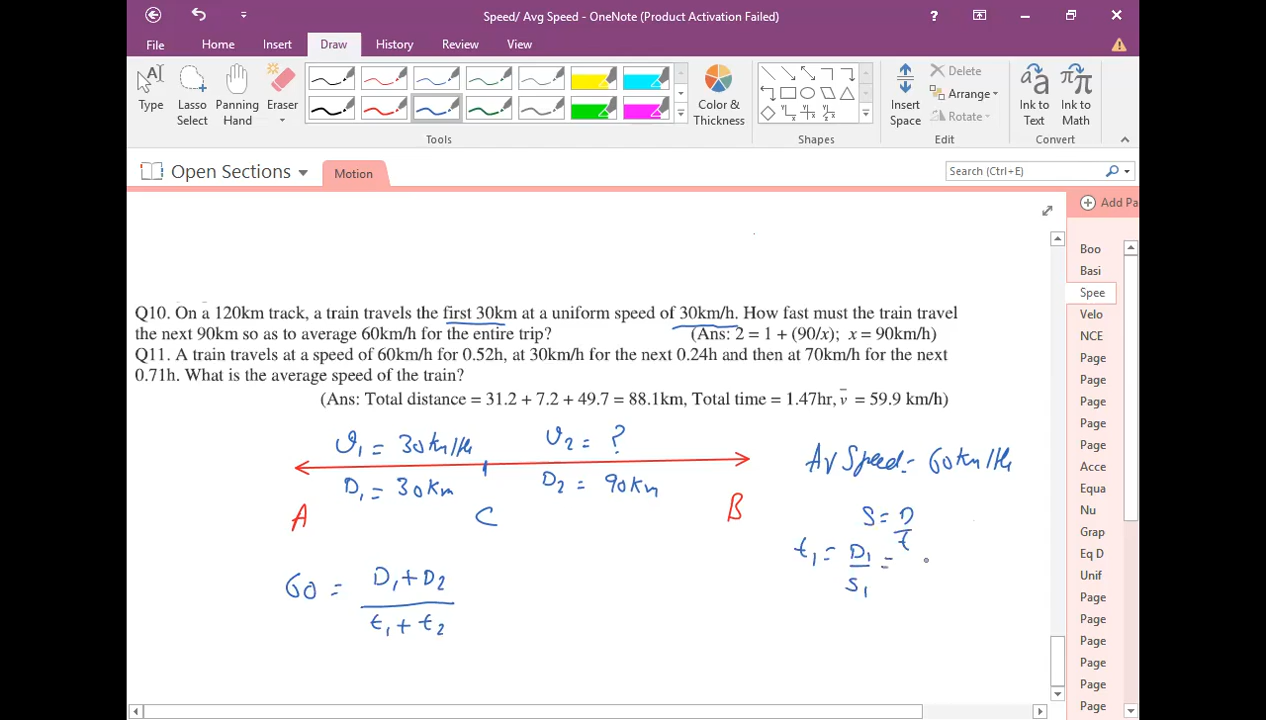 Speed/ Avg Speed - OneNote (Product Activation Failed)
File Home Insert Draw History Review View
Type
Lasso Select
Panning Hand
Eraser
Color & Thickness
Insert Space
Delete
Arrange
Rotate
Ink to Text
Ink to Math
Tools Shapes Edit Convert
Open Sections Motion Search (Ctrl+E)
Add Pa
Boo
Basi
Spee
Velo
NCE
Page
Page
Page
Page
Page
Acce
Equa
Nu
Grap
Eq D
Unif
Page
Page
Page
Page
Page
Page
Q10. On a 120km track, a train travels the first 30km at a uniform speed of 30km/h. How fast must the train travel
the next 90km so as to average 60km/h for the entire trip? (Ans: 2 = 1 + (90/x); x = 90km/h)
Q11. A train travels at a speed of 60km/h for 0.52h, at 30km/h for the next 0.24h and then at 70km/h for the next
0.71h. What is the average speed of the train?
(Ans: Total distance = 31.2 + 7.2 + 49.7 = 88.1km, Total time = 1.47hr, v̄ = 59.9 km/h)
v₁ = 30km/h v₂ = ?
Av Speed = 60km/h
D₁ = 30km D₂ = 90km
A C B
S = D/t
t₁ = D₁/S₁ =
60 = (D₁ + D₂)/(t₁ + t₂)